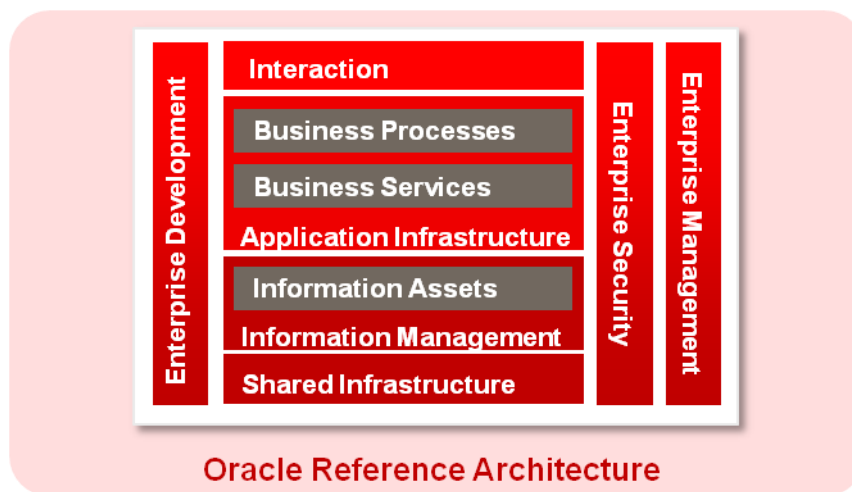 Enterprise Development
Interaction
Business Processes
Business Services
Application Infrastructure
Information Assets
Information Management
Shared Infrastructure
Enterprise Security
Enterprise Management
Oracle Reference Architecture